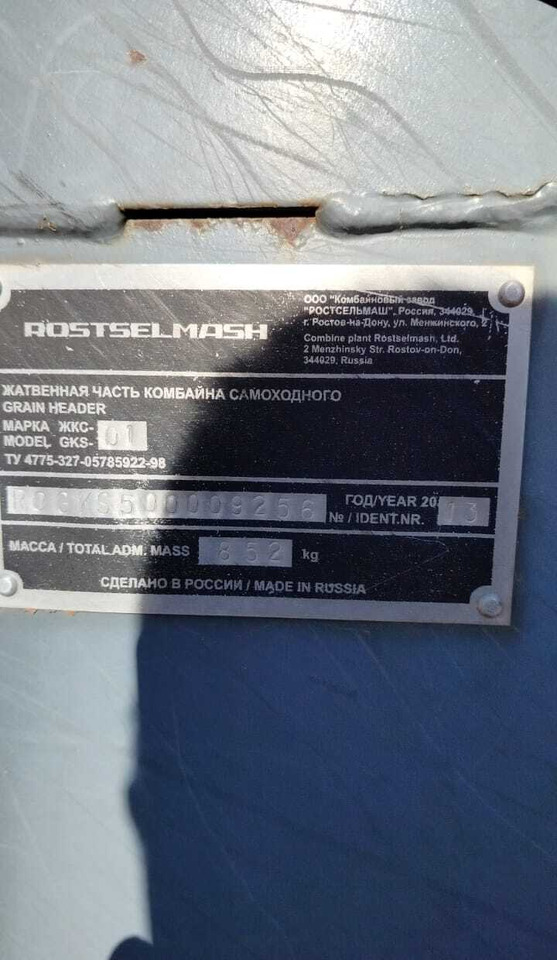 ROSTSELMASH
ООО "Комбайновый завод
"РОСТСЕЛЬМАШ", Россия, 344029,
г. Ростов-на-Дону, ул. Менжинского, 2
Combine plant Rostselmash, Ltd.
2 Menzhinsky Str. Rostov-on-Don,
344029, Russia
ЖАТВЕННАЯ ЧАСТЬ КОМБАЙНА САМОХОДНОГО
GRAIN HEADER
МАРКА ЖКС-
MODEL GKS- 01
ТУ 4775-327-05785922-98
ГОД/YEAR 20 13
№ / IDENT.NR.
МАССА / TOTAL ADM. MASS 852 kg
СДЕЛАНО В РОССИИ / MADE IN RUSSIA